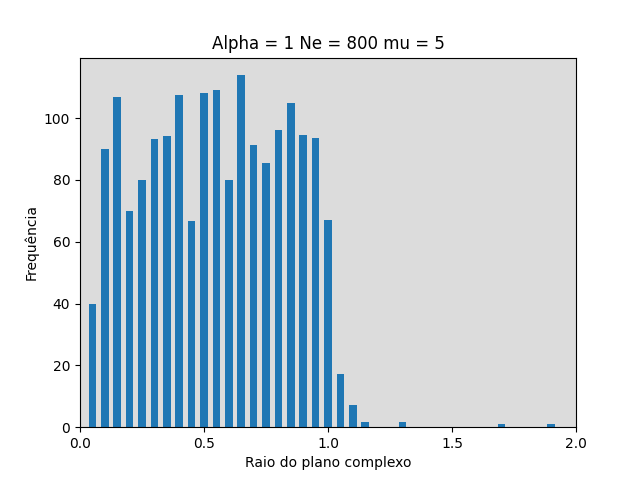 Alpha = 1 Ne = 800 mu = 5
Frequência
100
80
60
40
20
0
0.0 0.5 1.0 1.5 2.0
Raio do plano complexo